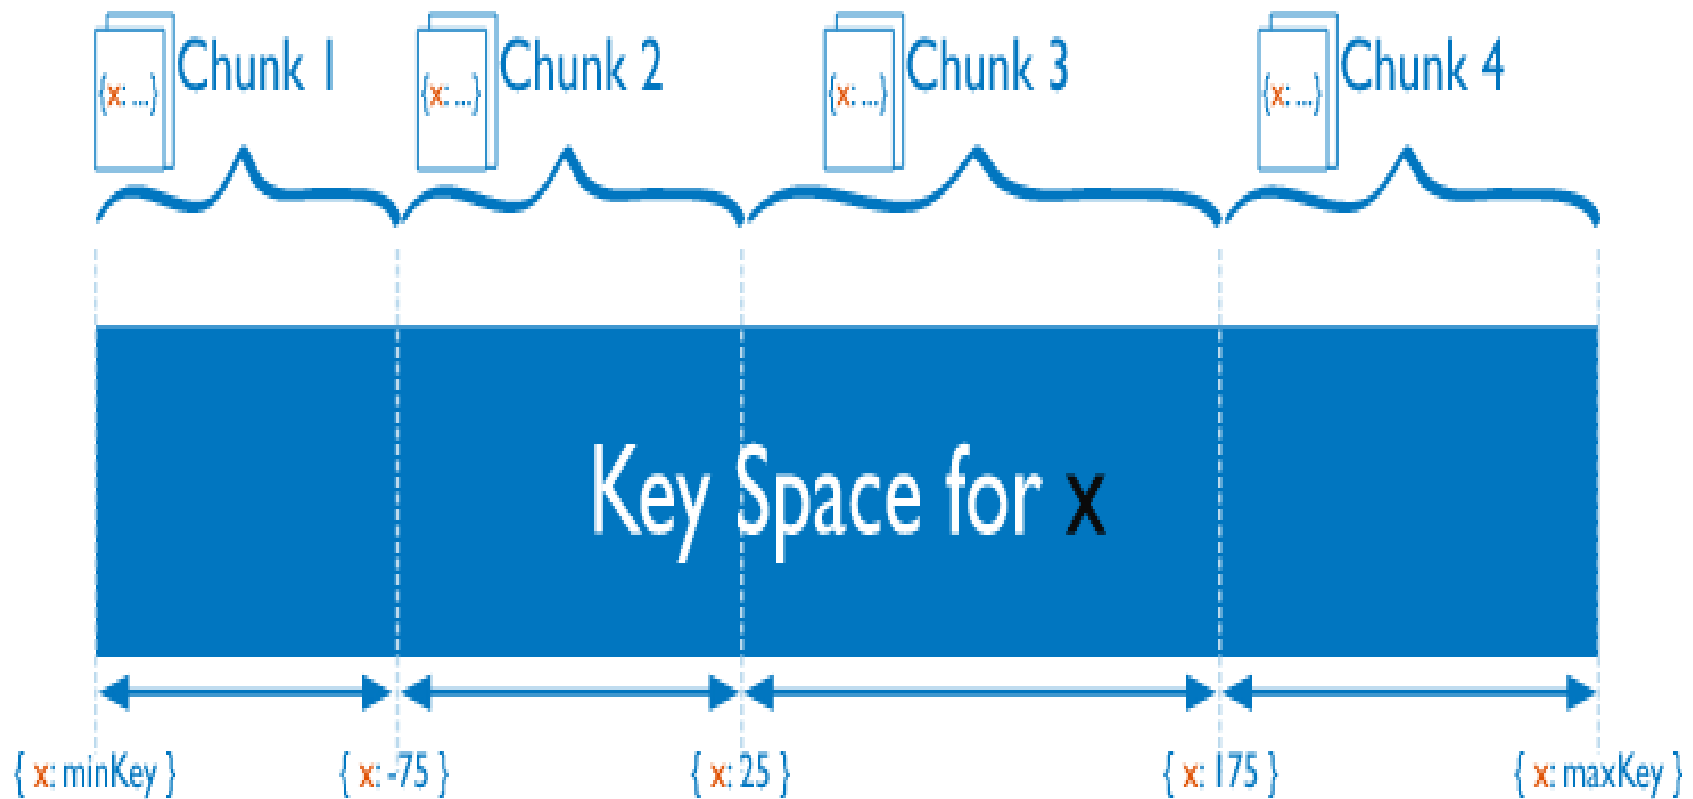 Chunk 1
Chunk 2
Chunk 3
Chunk 4
{x: ...}
{x: ...}
{x: ...}
{x: ...}
Key Space for x
{ x: minKey }
{ x: -75 }
{ x: 25 }
{ x: 175 }
{ x: maxKey }